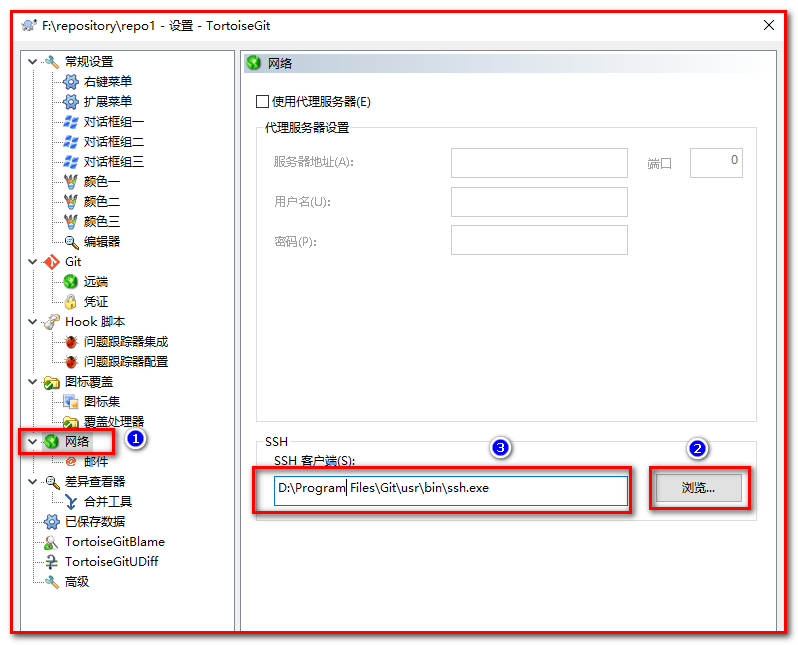 F:\repository\repo1 - 设置 - TortoiseGit
常规设置
右键菜单
扩展菜单
对话框组一
对话框组二
对话框组三
颜色一
颜色二
颜色三
编辑器
Git
远端
凭证
Hook 脚本
问题跟踪器集成
问题跟踪器配置
图标覆盖
图标集
覆盖处理器
网络
1
邮件
差异查看器
合并工具
已保存数据
TortoiseGitBlame
TortoiseGitUDiff
高级
网络
使用代理服务器(E)
代理服务器设置
服务器地址(A):
端口
0
用户名(U):
密码(P):
SSH
SSH 客户端(S):
3
2
D:\Program Files\Git\usr\bin\ssh.exe
浏览...